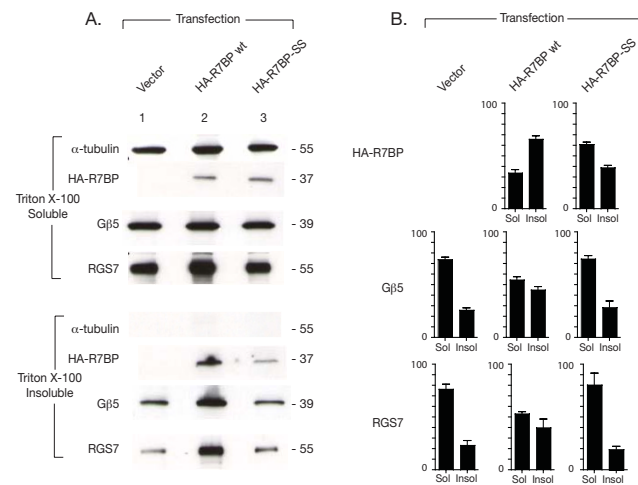 A.
Transfection
Vector
HA-R7BP wt
HA-R7BP-SS
1 2 3
Triton X-100
Soluble
α-tubulin - 55
HA-R7BP - 37
Gβ5 - 39
RGS7 - 55
Triton X-100
Insoluble
α-tubulin - 55
HA-R7BP - 37
Gβ5 - 39
RGS7 - 55
B.
Transfection
Vector
HA-R7BP wt
HA-R7BP-SS
HA-R7BP
100 100
0 0
Sol Insol Sol Insol
Gβ5
100 100 100
0 0 0
Sol Insol Sol Insol Sol Insol
RGS7
100 100 100
0 0 0
Sol Insol Sol Insol Sol Insol